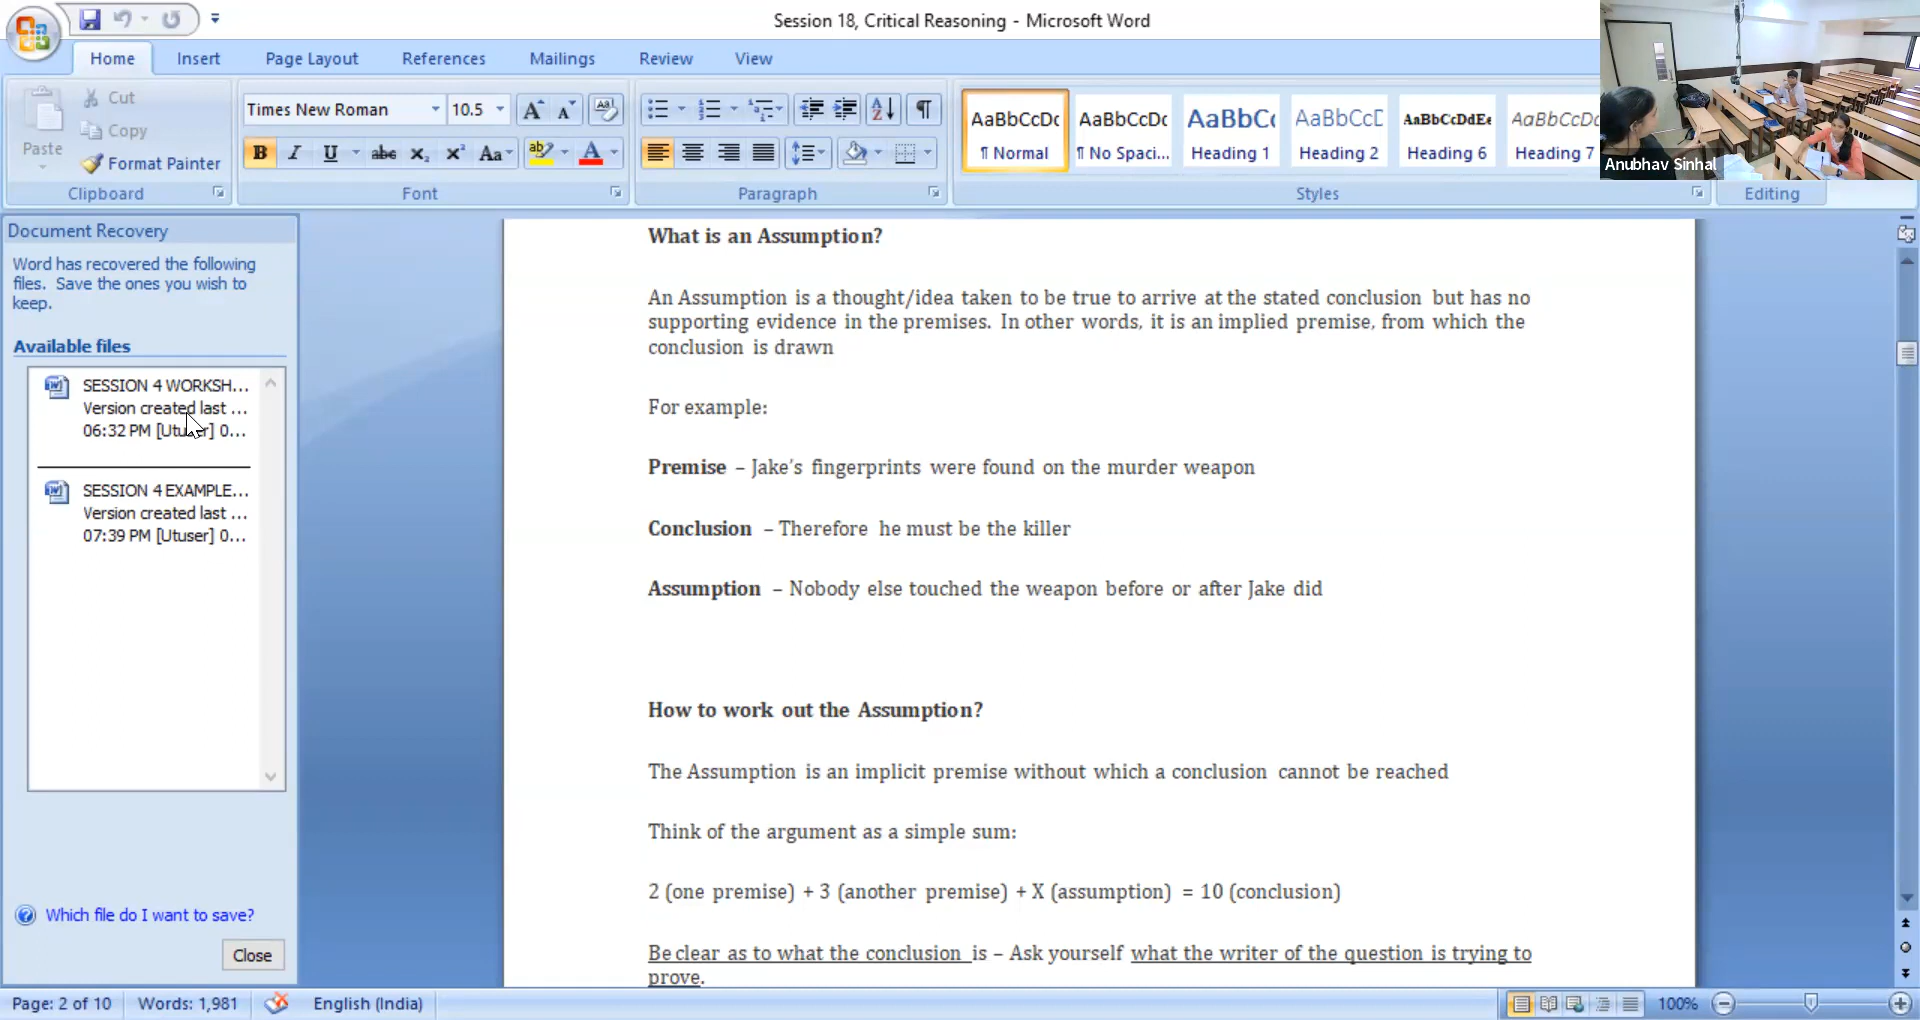 Session 18, Critical Reasoning - Microsoft Word
Home Insert Page Layout References Mailings Review View
Cut
Copy
Paste
Format Painter
Clipboard
Times New Roman 10.5
Font
Paragraph
AaBbCcDc AaBbCcDc AaBbC AaBbCcD AaBbCcDdEe AaBbCcDc
¶ Normal ¶ No Spaci... Heading 1 Heading 2 Heading 6 Heading 7
Styles
Editing
Anubhav Sinhal
Document Recovery
Word has recovered the following
files. Save the ones you wish to
keep.
Available files
SESSION 4 WORKSH...
Version created last ...
06:32 PM [Utuser] 0...
SESSION 4 EXAMPLE...
Version created last ...
07:39 PM [Utuser] 0...
Which file do I want to save?
Close
What is an Assumption?
An Assumption is a thought/idea taken to be true to arrive at the stated conclusion but has no
supporting evidence in the premises. In other words, it is an implied premise, from which the
conclusion is drawn
For example:
Premise – Jake's fingerprints were found on the murder weapon
Conclusion – Therefore he must be the killer
Assumption – Nobody else touched the weapon before or after Jake did
How to work out the Assumption?
The Assumption is an implicit premise without which a conclusion cannot be reached
Think of the argument as a simple sum:
2 (one premise) + 3 (another premise) + X (assumption) = 10 (conclusion)
Be clear as to what the conclusion is – Ask yourself what the writer of the question is trying to
prove.
Page: 2 of 10 Words: 1,981 English (India) 100%